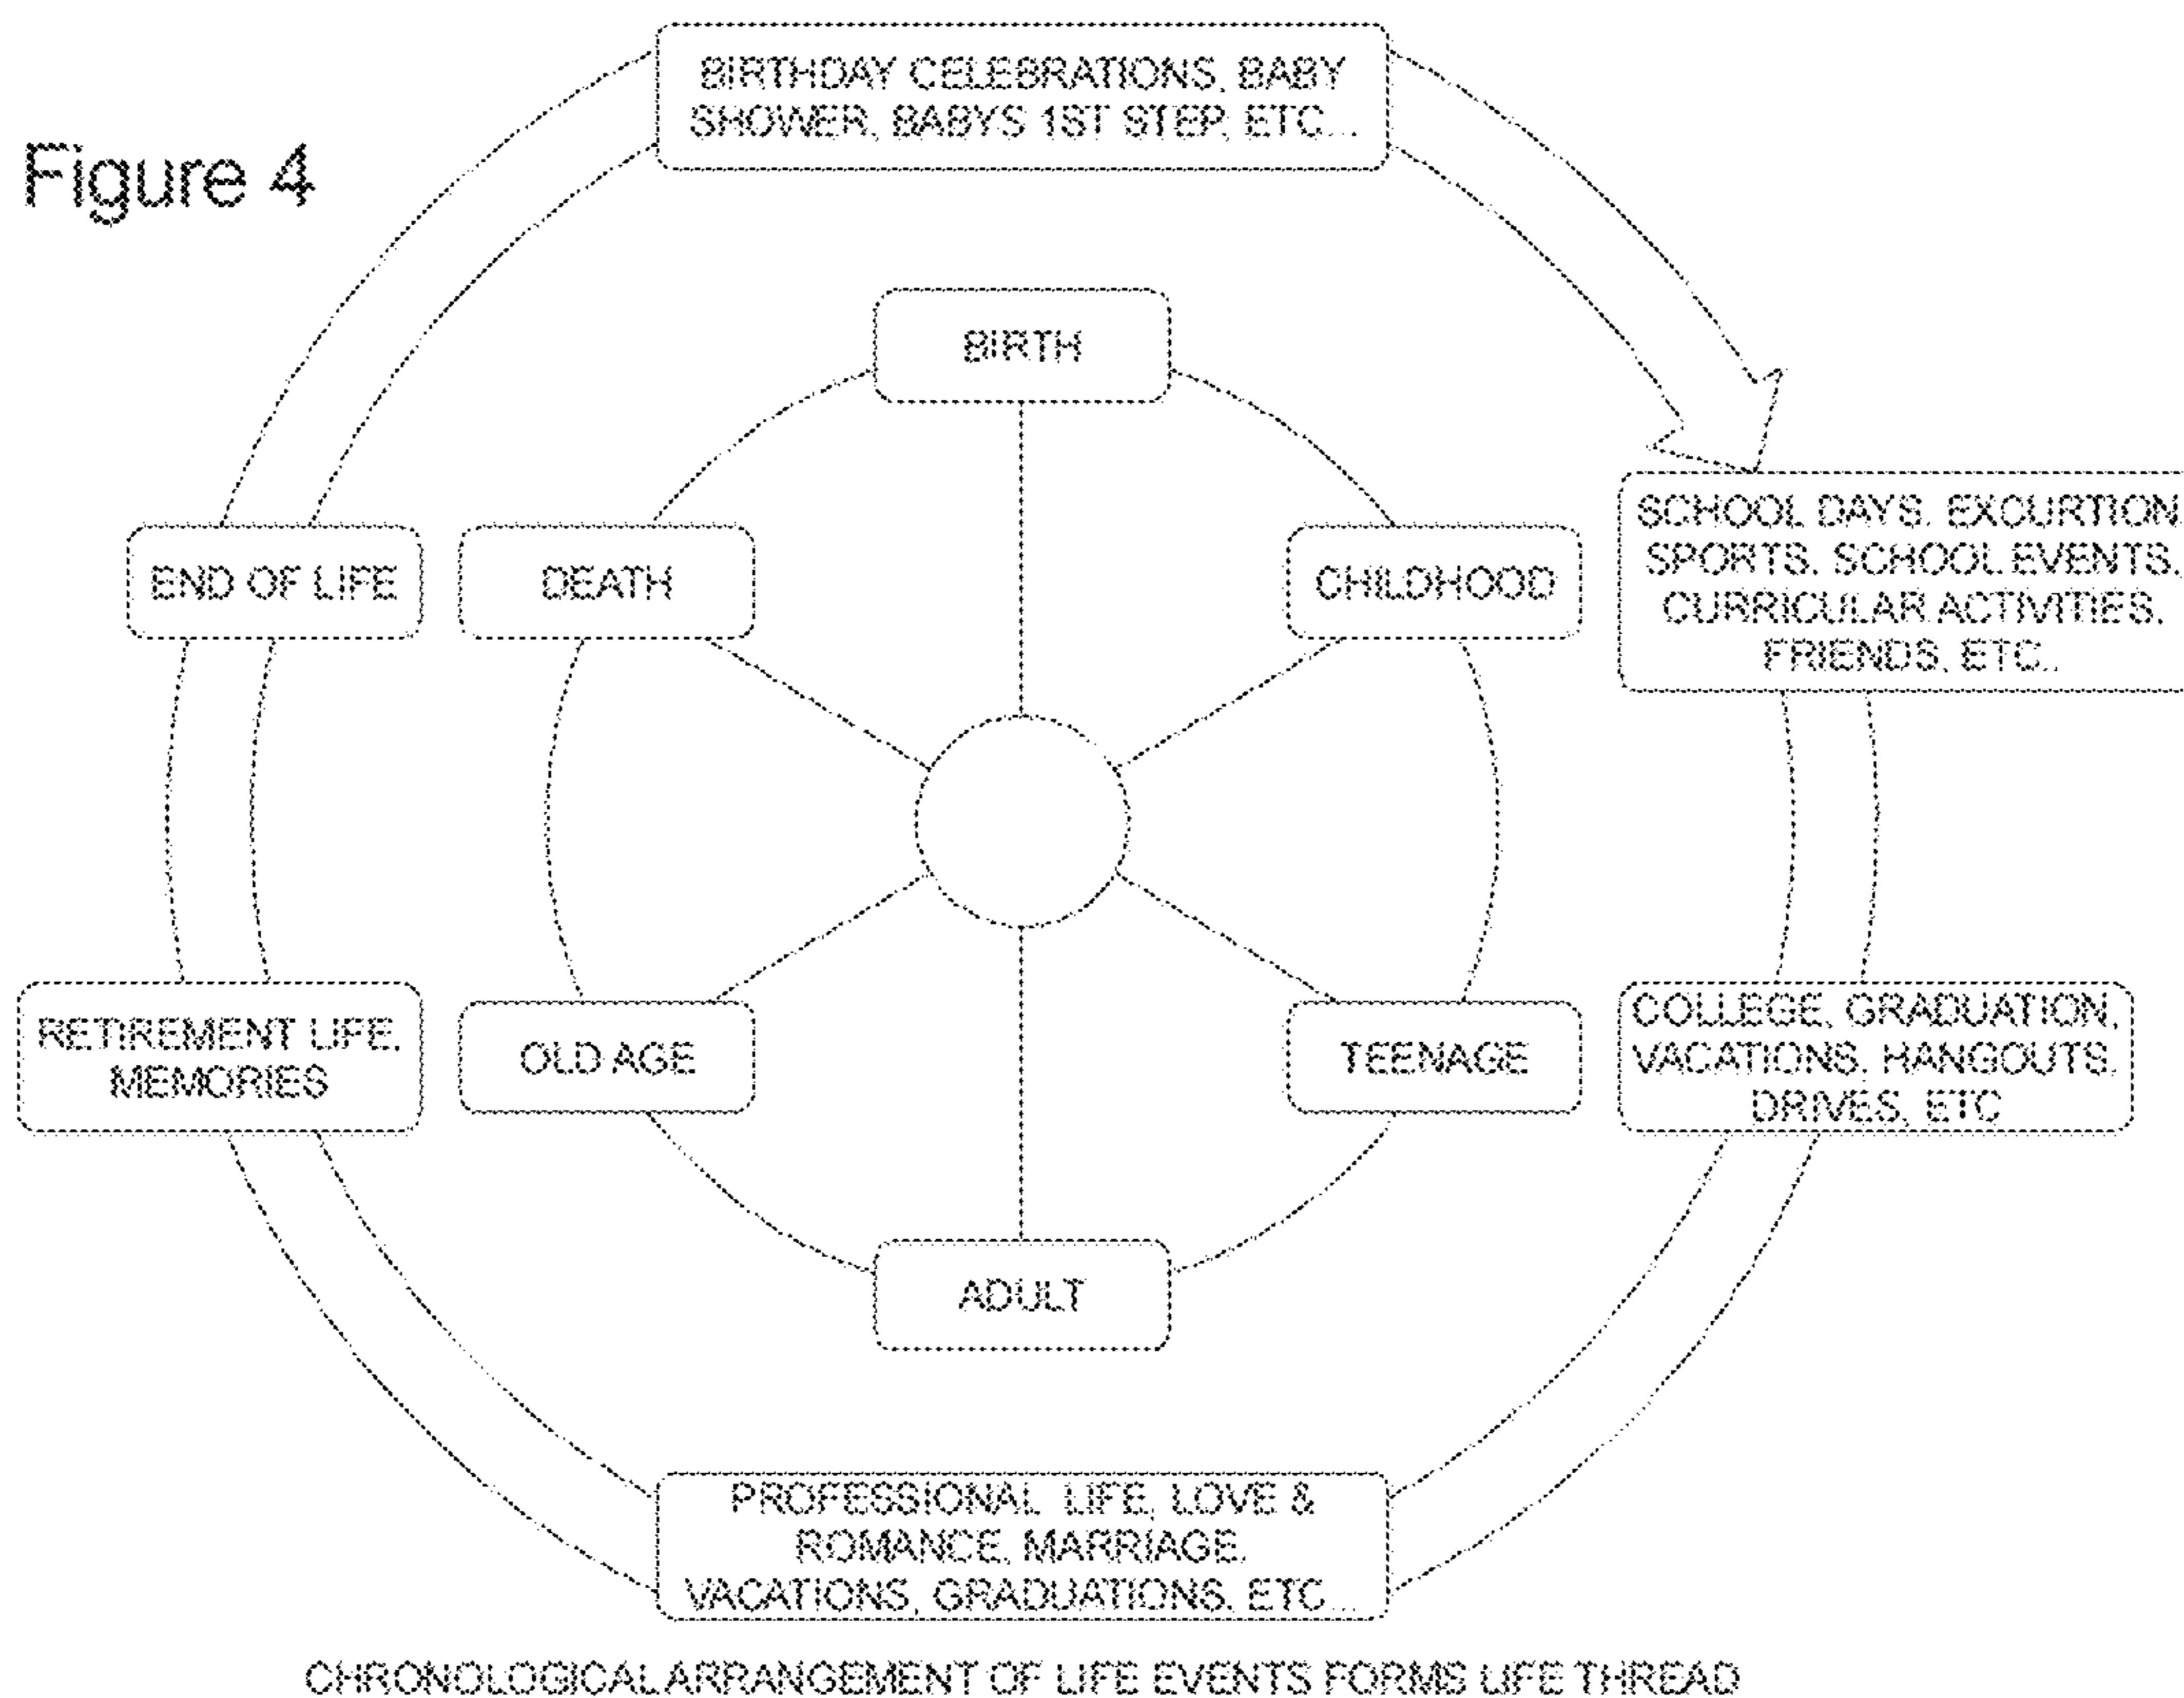 BIRTHDAY CELEBRATIONS, BABY
SHOWER, BABYS 1ST STEP, ETC...
Figure 4
BIRTH
END OF LIFE
DEATH
CHILDHOOD
SCHOOL DAYS, EXCURTION
SPORTS, SCHOOL EVENTS,
CURRICULAR ACTIVITIES,
FRIENDS, ETC..
RETIREMENT LIFE,
MEMORIES
OLD AGE
TEENAGE
COLLEGE, GRADUATION,
VACATIONS, HANGOUTS,
DRIVES, ETC
ADULT
PROFESSIONAL LIFE, LOVE &
ROMANCE, MARRIAGE,
VACATIONS, GRADUATIONS, ETC...
CHRONOLOGICAL ARRANGEMENT OF LIFE EVENTS FORMS LIFE THREAD